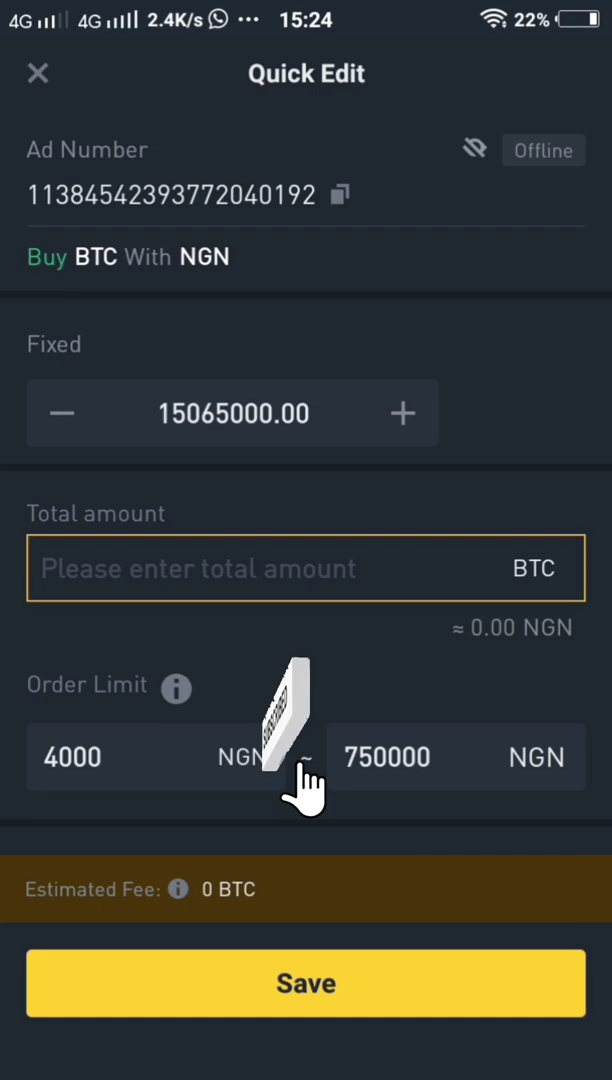 4G 4G 2.4K/s ••• 15:24 22%
Quick Edit
Ad Number
Offline
11384542393772040192
Buy BTC With NGN
Fixed
− 15065000.00 +
Total amount
Please enter total amount BTC
≈ 0.00 NGN
Order Limit i
4000 NGN ~ 750000 NGN
SUBSCRIBED
Estimated Fee: i 0 BTC
Save